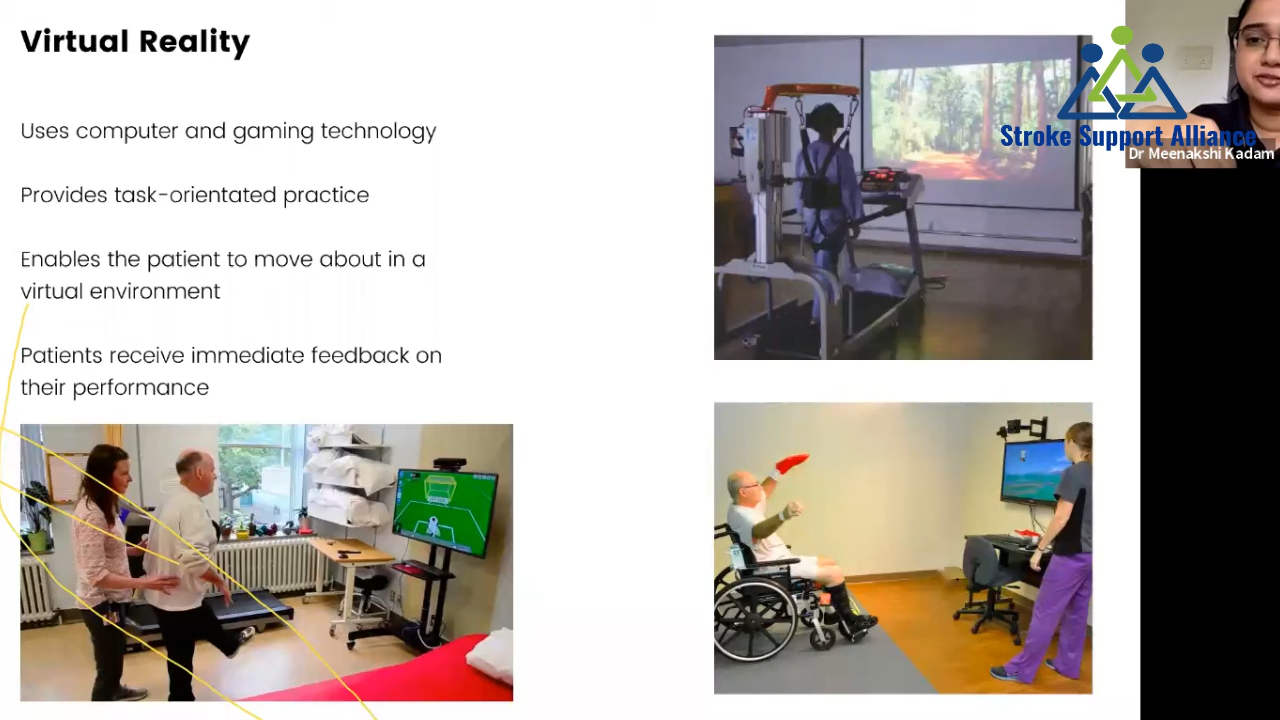 Virtual Reality
Uses computer and gaming technology
Provides task-orientated practice
Enables the patient to move about in a
virtual environment
Patients receive immediate feedback on
their performance
Stroke Support Alliance
Dr Meenakshi Kadam